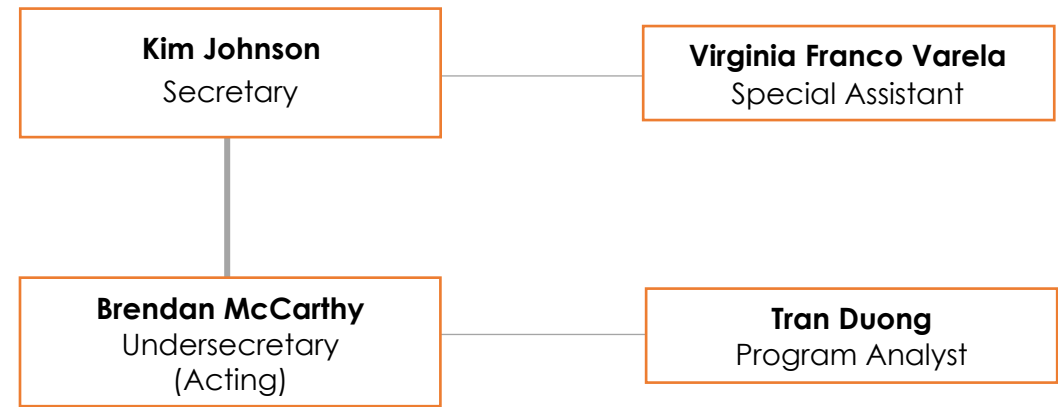 Kim Johnson
Secretary
Virginia Franco Varela
Special Assistant
Brendan McCarthy
Undersecretary
(Acting)
Tran Duong
Program Analyst